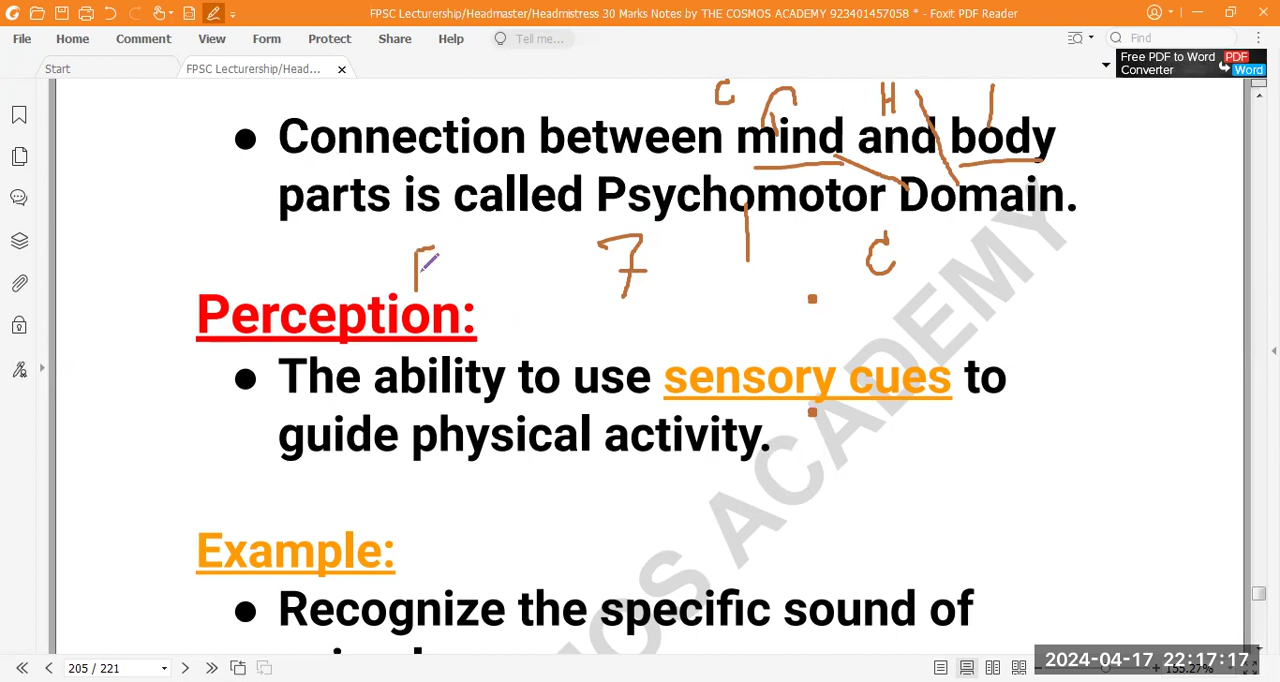 FPSC Lecturership/Headmaster/Headmistress 30 Marks Notes by THE COSMOS ACADEMY 923401457058 * - Foxit PDF Reader
File Home Comment View Form Protect Share Help Tell me... Find
Start FPSC Lecturership/Head... Free PDF to Word Converter PDF Word
C H
Connection between mind and body
parts is called Psychomotor Domain.
7 C
Perception:
The ability to use sensory cues to
guide physical activity.
Example:
Recognize the specific sound of
COSMOS ACADEMY
205 / 221 155.27%
2024-04-17 22:17:17